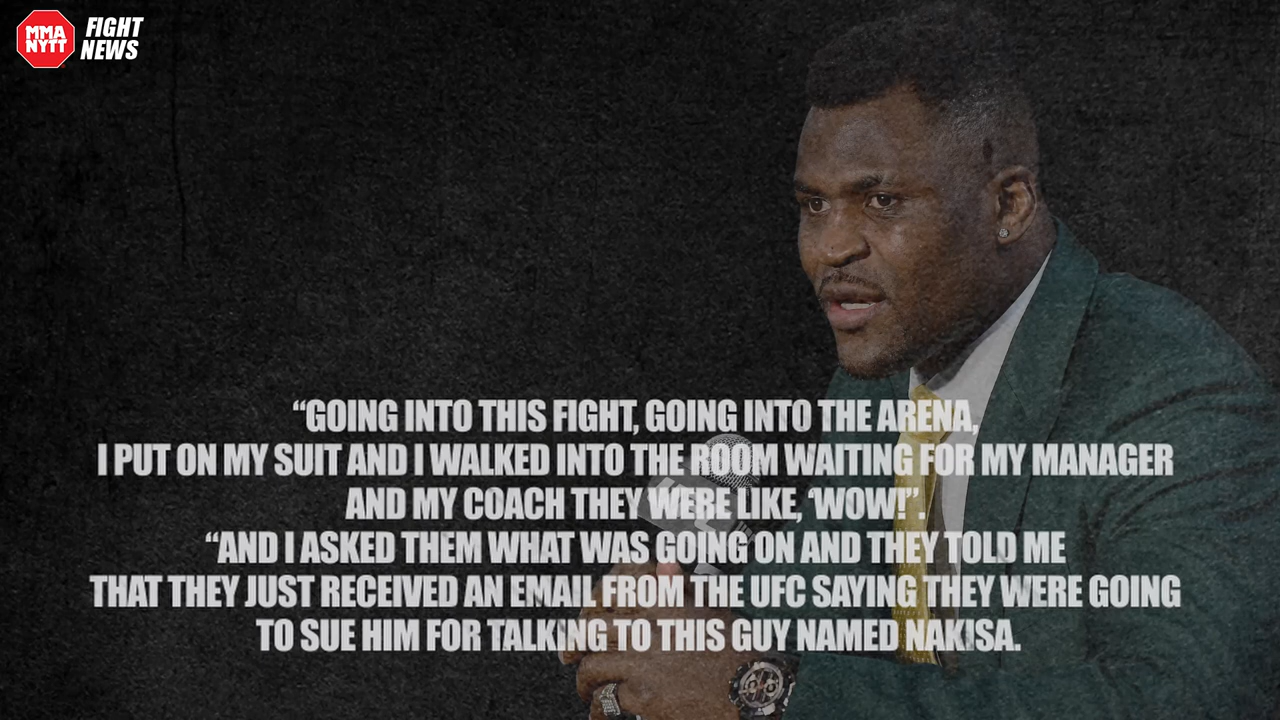 MMA
NYTT
FIGHT
NEWS
“GOING INTO THIS FIGHT, GOING INTO THE ARENA,
I PUT ON MY SUIT AND I WALKED INTO THE ROOM WAITING FOR MY MANAGER
AND MY COACH THEY WERE LIKE, ‘WOW!”.
“AND I ASKED THEM WHAT WAS GOING ON AND THEY TOLD ME
THAT THEY JUST RECEIVED AN EMAIL FROM THE UFC SAYING THEY WERE GOING
TO SUE HIM FOR TALKING TO THIS GUY NAMED NAKISA.